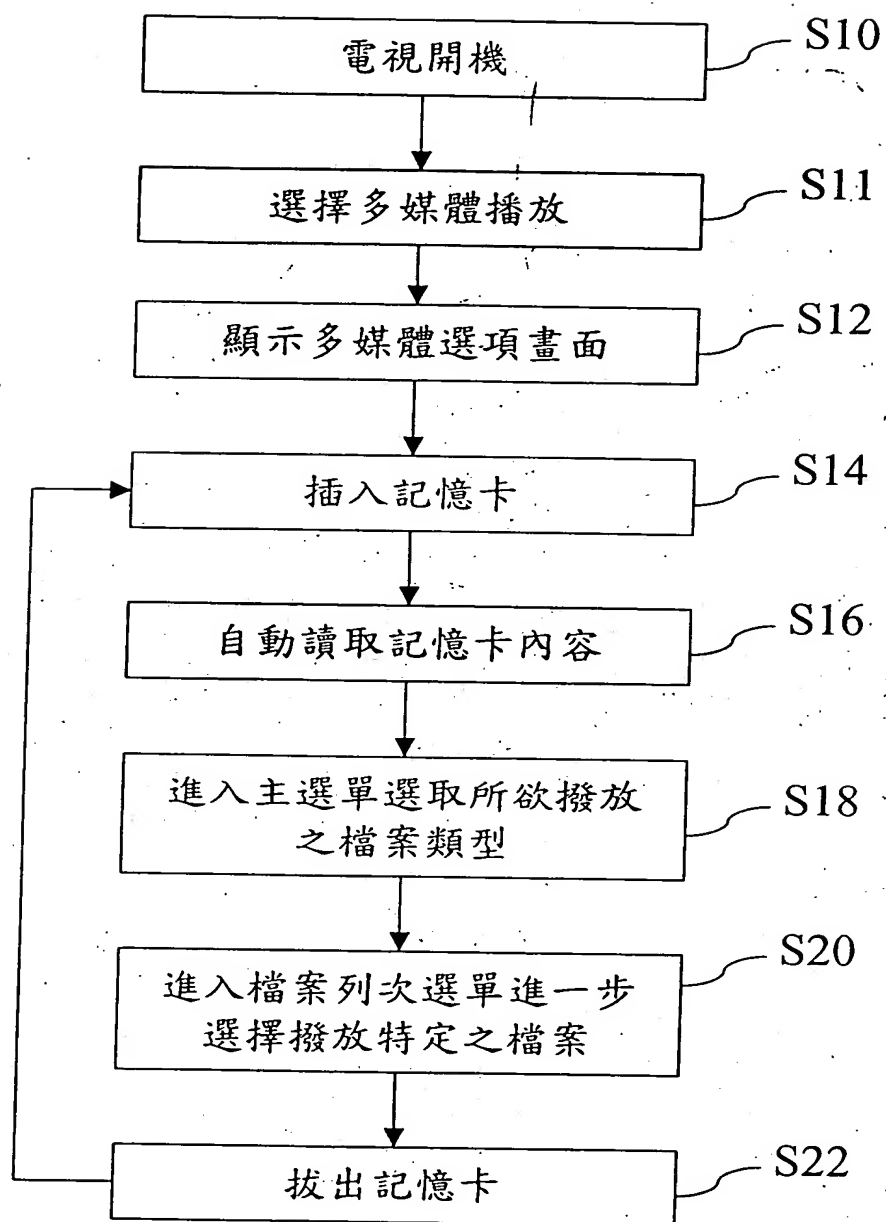 電視開機
S10
選擇多媒體播放
S11
顯示多媒體選項畫面
S12
插入記憶卡
S14
自動讀取記憶卡內容
S16
進入主選單選取所欲撥放
之檔案類型
S18
進入檔案列次選單進一步
選擇撥放特定之檔案
S20
拔出記憶卡
S22